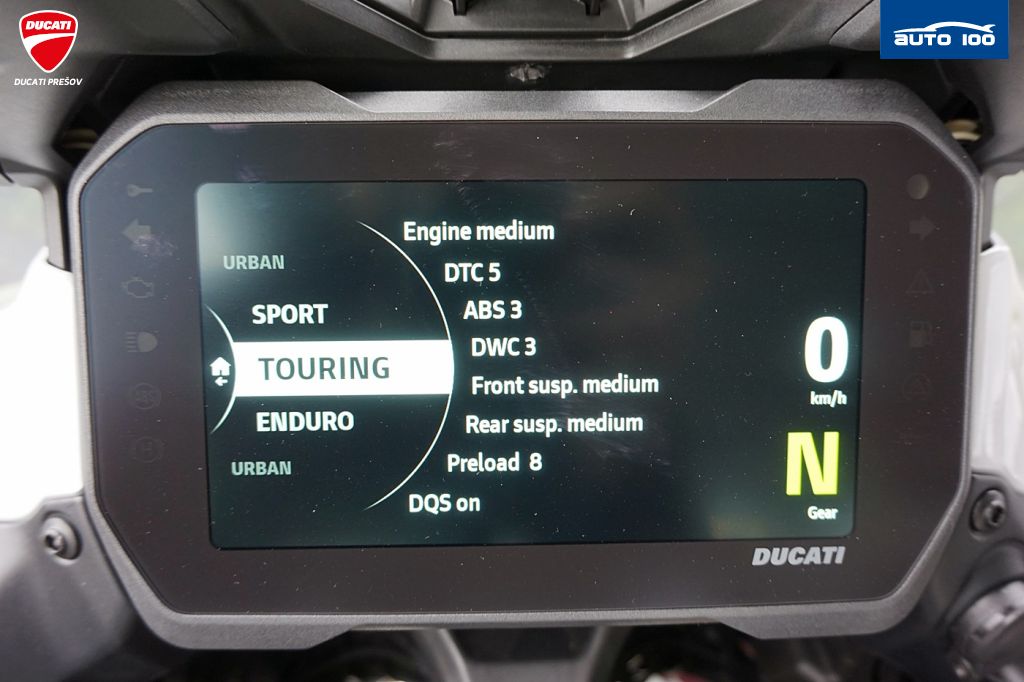 DUCATI
DUCATI PREŠOV
AUTO 100
URBAN
SPORT
TOURING
ENDURO
URBAN
Engine medium
DTC 5
ABS 3
DWC 3
Front susp. medium
Rear susp. medium
Preload 8
DQS on
0
km/h
N
Gear
DUCATI
ABS